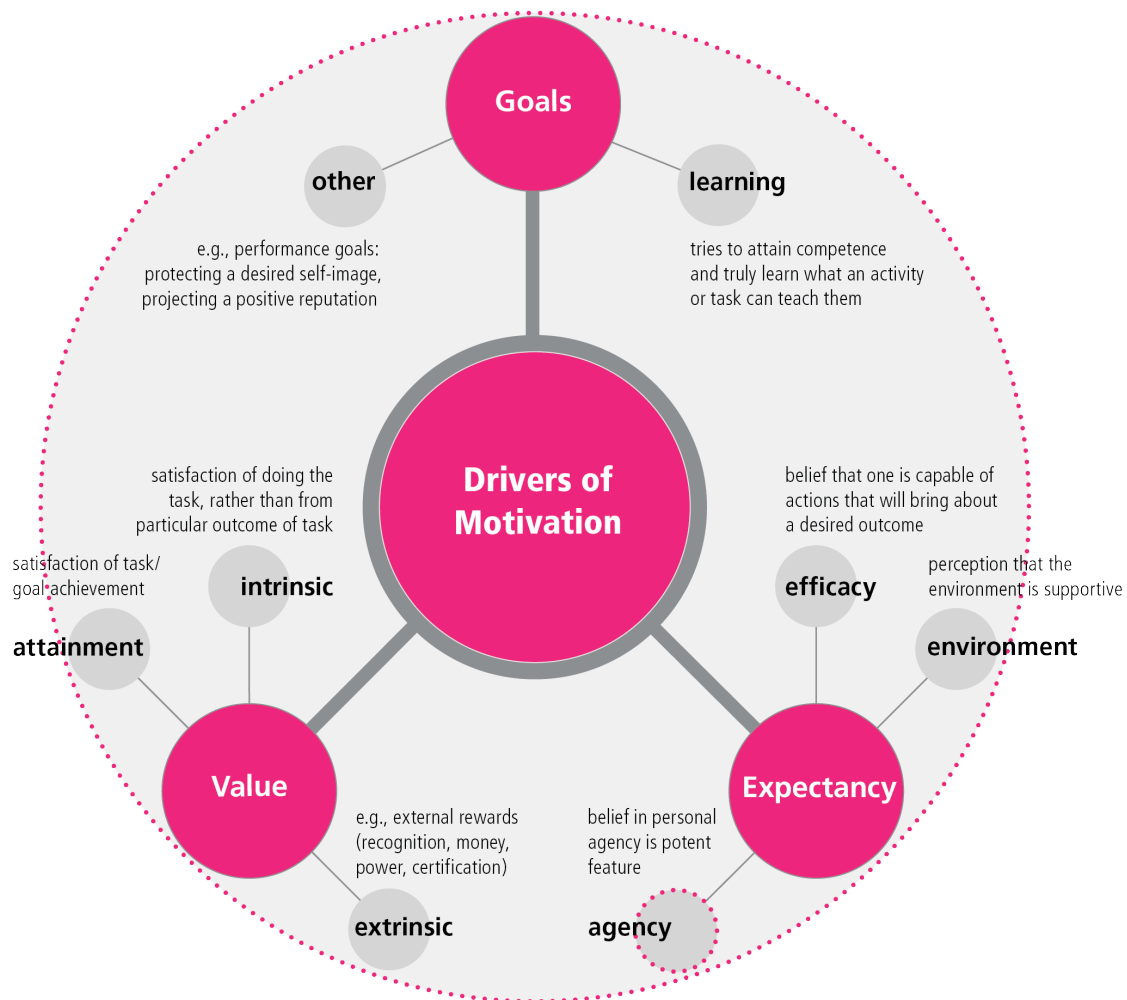 Goals
other
learning
e.g., performance goals:
protecting a desired self-image,
projecting a positive reputation
tries to attain competence
and truly learn what an activity
or task can teach them
Drivers of
Motivation
satisfaction of doing the
task, rather than from
particular outcome of task
intrinsic
satisfaction of task/
goal achievement
attainment
Value
e.g., external rewards
(recognition, money,
power, certification)
extrinsic
belief that one is capable of
actions that will bring about
a desired outcome
efficacy
perception that the
environment is supportive
environment
Expectancy
belief in personal
agency is potent
feature
agency